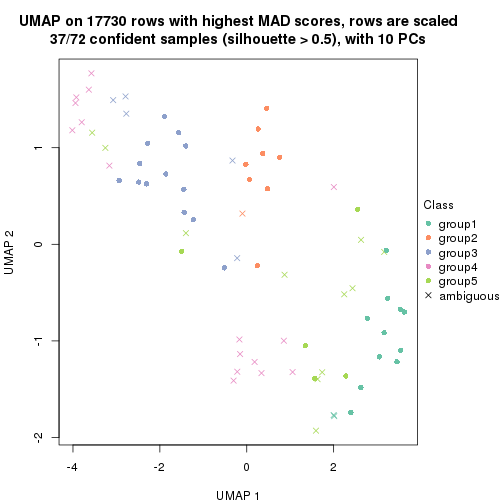 UMAP on 17730 rows with highest MAD scores, rows are scaled
37/72 confident samples (silhouette > 0.5), with 10 PCs
1
0
-1
-2
UMAP 2
-4
-2
0
2
UMAP 1
Class
group1
group2
group3
group4
group5
ambiguous